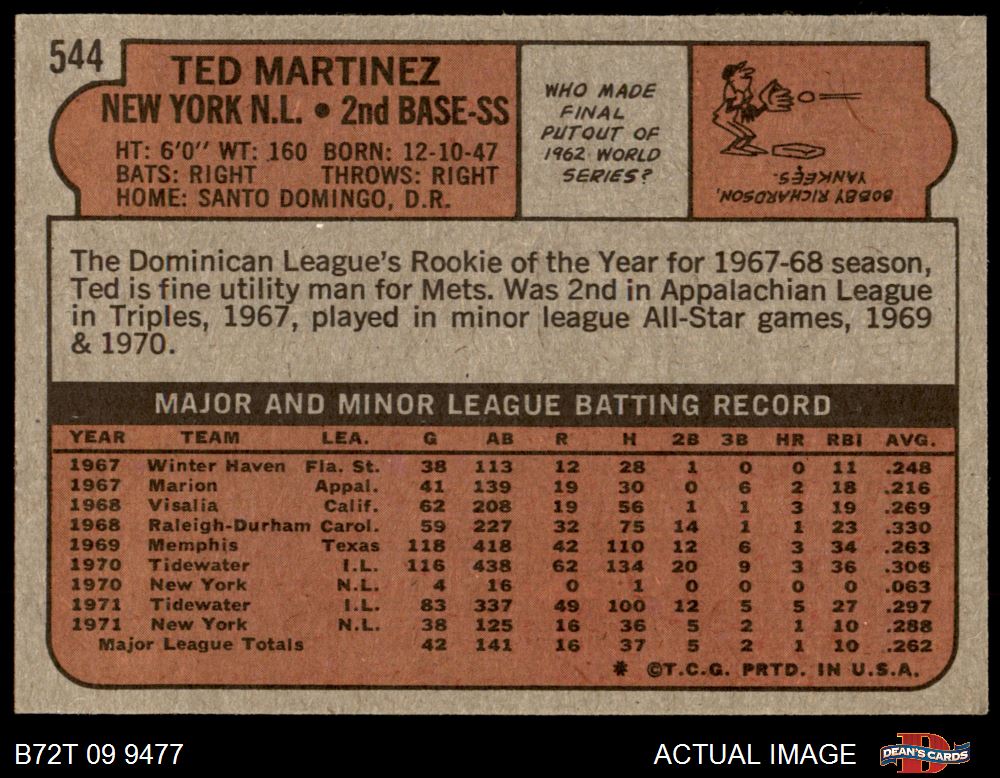 544
TED MARTINEZ
NEW YORK N.L. • 2nd BASE-SS
HT: 6'0" WT: 160 BORN: 12-10-47
BATS: RIGHT THROWS: RIGHT
HOME: SANTO DOMINGO, D.R.
WHO MADE
FINAL
PUTOUT OF
1962 WORLD
SERIES?
BOBBY RICHARDSON,
YANKEES.
The Dominican League's Rookie of the Year for 1967-68 season,
Ted is fine utility man for Mets. Was 2nd in Appalachian League
in Triples, 1967, played in minor league All-Star games, 1969
& 1970.
MAJOR AND MINOR LEAGUE BATTING RECORD
YEAR TEAM LEA. G AB R H 2B 3B HR RBI AVG.
1967 Winter Haven Fla. St. 38 113 12 28 1 0 0 11 .248
1967 Marion Appal. 41 139 19 30 0 6 2 18 .216
1968 Visalia Calif. 62 208 19 56 1 1 3 19 .269
1968 Raleigh-Durham Carol. 59 227 32 75 14 1 1 23 .330
1969 Memphis Texas 118 418 42 110 12 6 3 34 .263
1970 Tidewater I.L. 116 438 62 134 20 9 3 36 .306
1970 New York N.L. 4 16 0 1 0 0 0 0 .063
1971 Tidewater I.L. 83 337 49 100 12 5 5 27 .297
1971 New York N.L. 38 125 16 36 5 2 1 10 .288
Major League Totals 42 141 16 37 5 2 1 10 .262
* ©T.C.G. PRTD. IN U.S.A.
B72T 09 9477
ACTUAL IMAGE
DEAN'S CARDS